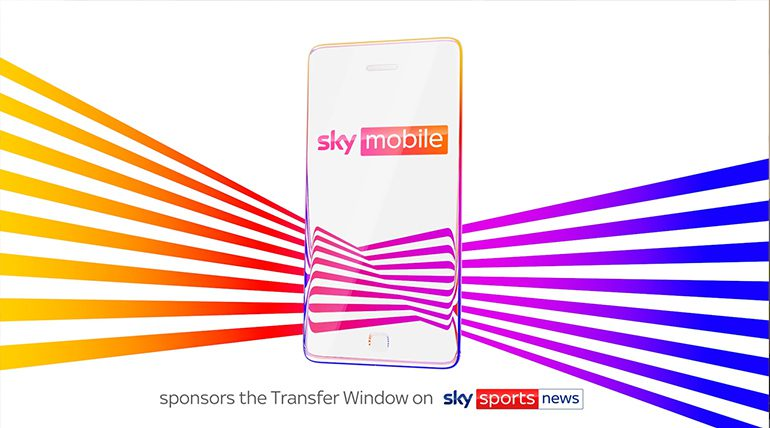 sky mobile
sponsors the Transfer Window on sky sports news